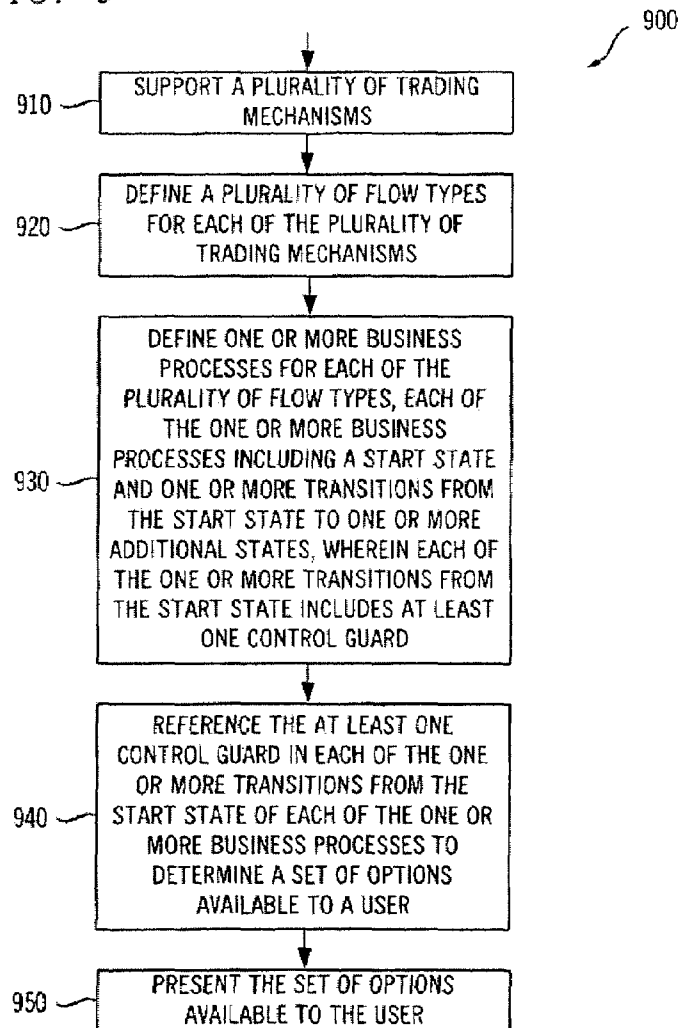 900
910
SUPPORT A PLURALITY OF TRADING
MECHANISMS
920
DEFINE A PLURALITY OF FLOW TYPES
FOR EACH OF THE PLURALITY OF
TRADING MECHANISMS
930
DEFINE ONE OR MORE BUSINESS
PROCESSES FOR EACH OF THE
PLURALITY OF FLOW TYPES, EACH OF
THE ONE OR MORE BUSINESS
PROCESSES INCLUDING A START STATE
AND ONE OR MORE TRANSITIONS FROM
THE START STATE TO ONE OR MORE
ADDITIONAL STATES, WHEREIN EACH OF
THE ONE OR MORE TRANSITIONS FROM
THE START STATE INCLUDES AT LEAST
ONE CONTROL GUARD
940
REFERENCE THE AT LEAST ONE
CONTROL GUARD IN EACH OF THE ONE
OR MORE TRANSITIONS FROM THE
START STATE OF EACH OF THE ONE OR
MORE BUSINESS PROCESSES TO
DETERMINE A SET OF OPTIONS
AVAILABLE TO A USER
950
PRESENT THE SET OF OPTIONS
AVAILABLE TO THE USER